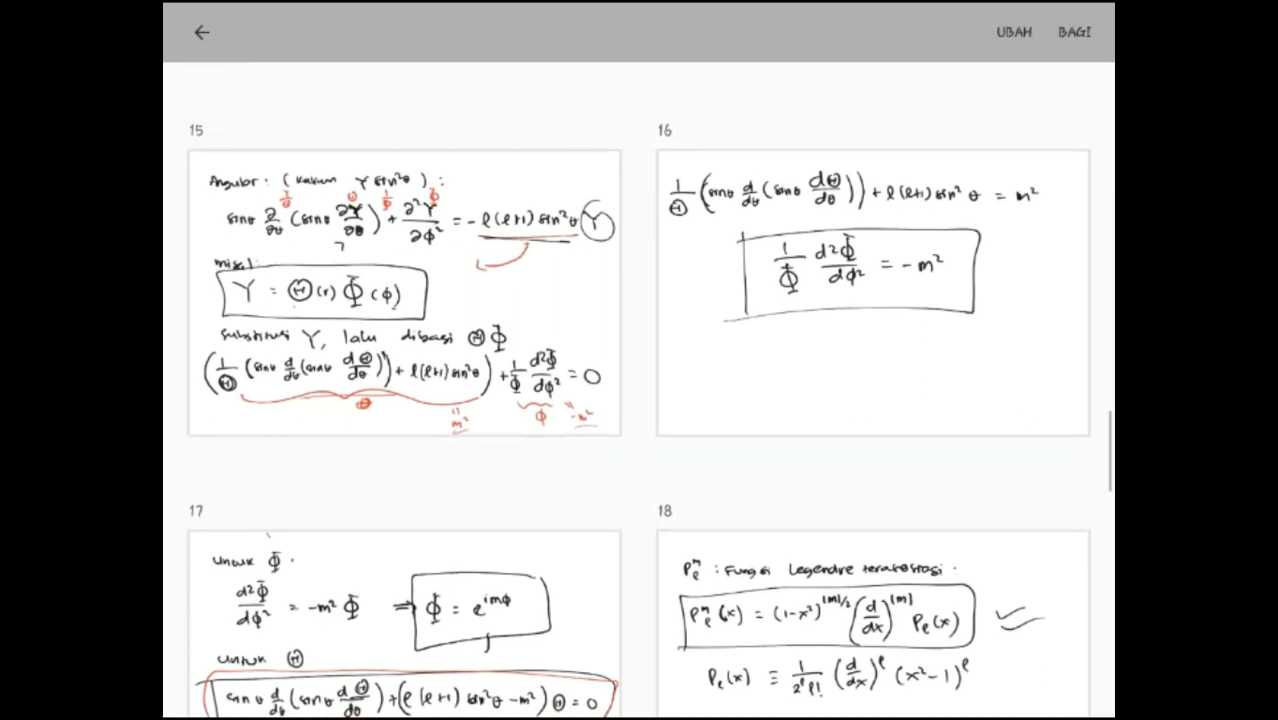 UBAH BAGI
15
Angular : (kalikan Y sin²θ) :
sinθ ∂/∂θ (sinθ ∂Y/∂θ) + ∂²Y/∂φ² = - l(l+1) sin²θ Y
misal :
Y = Θ(r) Φ(φ)
substitusi Y, lalu dibagi ΘΦ
(1/Θ (sinθ d/dθ (sinθ dΘ/dθ)) + l(l+1) sin²θ) + 1/Φ d²Φ/dφ² = 0
θ m² φ -m²
16
1/Θ (sinθ d/dθ (sinθ dΘ/dθ)) + l(l+1) sin²θ = m²
1/Φ d²Φ/dφ² = -m²
17
untuk Φ.
d²Φ/dφ² = -m² Φ ⇒ Φ = e^{imφ}
untuk Θ
sinθ d/dθ (sinθ dΘ/dθ) + (l(l+1) sin²θ - m²) Θ = 0
18
P_l^m : Fungsi Legendre terasosiasi.
P_l^m (x) = (1-x²)^{|m|/2} (d/dx)^{|m|} P_l(x)
P_l(x) ≡ 1/(2^l l!) (d/dx)^l (x²-1)^l